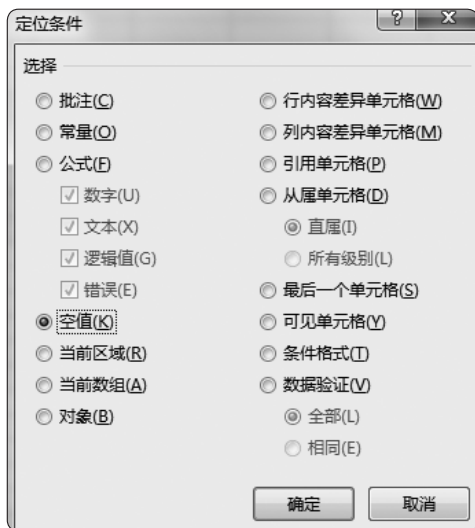 定位条件
选择
批注(C)
常量(O)
公式(F)
数字(U)
文本(X)
逻辑值(G)
错误(E)
空值(K)
当前区域(R)
当前数组(A)
对象(B)
行内容差异单元格(W)
列内容差异单元格(M)
引用单元格(P)
从属单元格(D)
直属(I)
所有级别(L)
最后一个单元格(S)
可见单元格(Y)
条件格式(T)
数据验证(V)
全部(L)
相同(E)
确定
取消